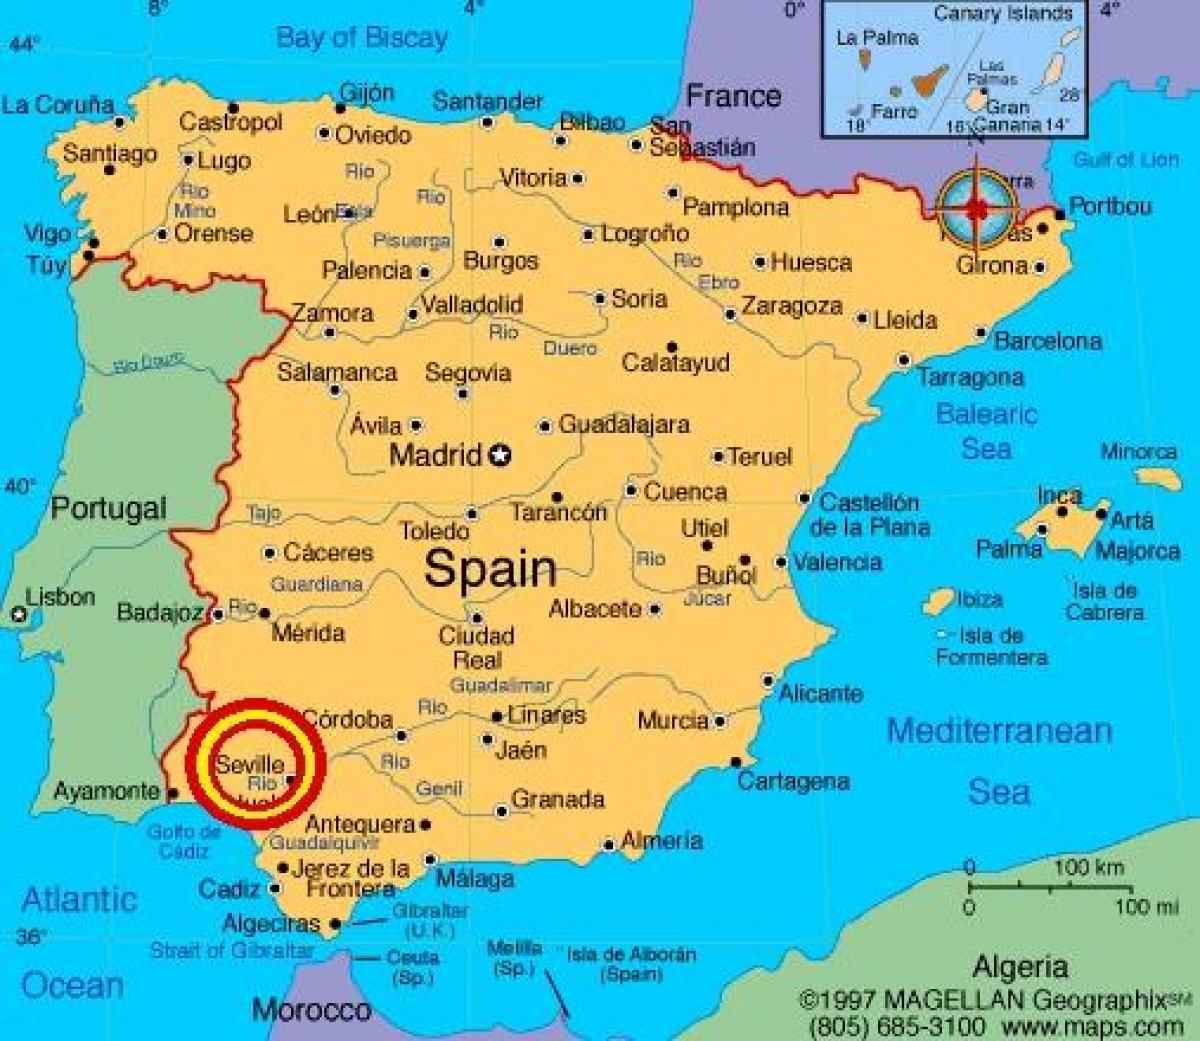 8°
4°
0°
4°
44°
Bay of Biscay
Canary Islands
La Palma
Las
Palmas
Farro
Gran
Canaria
28°
18°
16°
14°
N
France
La Coruña
Castropol
Gijón
Santander
Bilbao
San
Sebastián
Santiago
Lugo
Oviedo
Rio
Mino
Rio
Rio
Vitoria
Pamplona
Gulf of Lion
Portbou
León
Esla
Pisuerga
Vigo
Orense
Túy
Palencia
Burgos
Logroño
Rio
Ebro
Huesca
Girona
Zamora
Valladolid
Soria
Zaragoza
Lleida
Rio
Duero
Calatayud
Barcelona
Rio Douro
Salamanca
Segovia
Tarragona
Ávila
Guadalajara
Balearic
Sea
Madrid
Teruel
Minorca
40°
Portugal
Tajo
Toledo
Tarancón
Cuenca
Castellón
de la Plana
Inca
Artá
Palma
Majorca
Cáceres
Spain
Utiel
Rio
Buñol
Valencia
Guardiana
Júcar
Isla de
Cabrera
Lisbon
Badajoz
Rio
Mérida
Ciudad
Real
Albacete
Ibiza
Isla de
Formentera
Guadalimar
Alicante
Córdoba
Rio
Linares
Murcia
Mediterranean
Sea
Seville
Rio
Rio
Jaén
Cartagena
Ayamonte
Genil
Granada
Golfo de
Cádiz
Antequera
Guadalquivir
Almería
Jerez de la
Frontera
Cadiz
Málaga
0
100 km
0
100 mi
Atlantic
Ocean
Algeciras
Gibraltar
(U.K.)
36°
Strait of Gibraltar
Ceuta
(Sp.)
Melilla
(Sp.)
Isla de Alborán
(Spain)
Morocco
Algeria
©1997 MAGELLAN Geographix℠
(805) 685-3100 www.maps.com